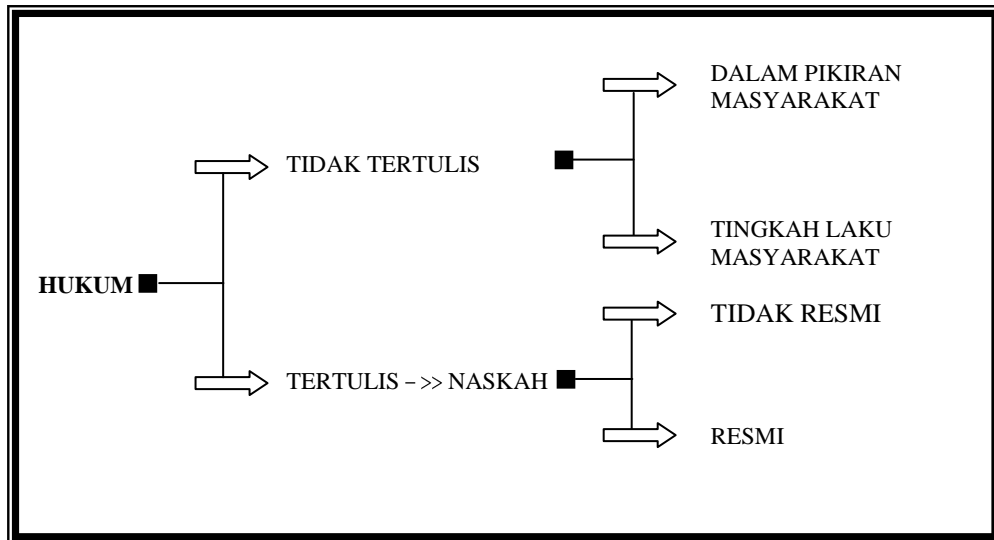 DALAM PIKIRAN
MASYARAKAT
TIDAK TERTULIS
TINGKAH LAKU
MASYARAKAT
HUKUM
TIDAK RESMI
TERTULIS – >> NASKAH
RESMI